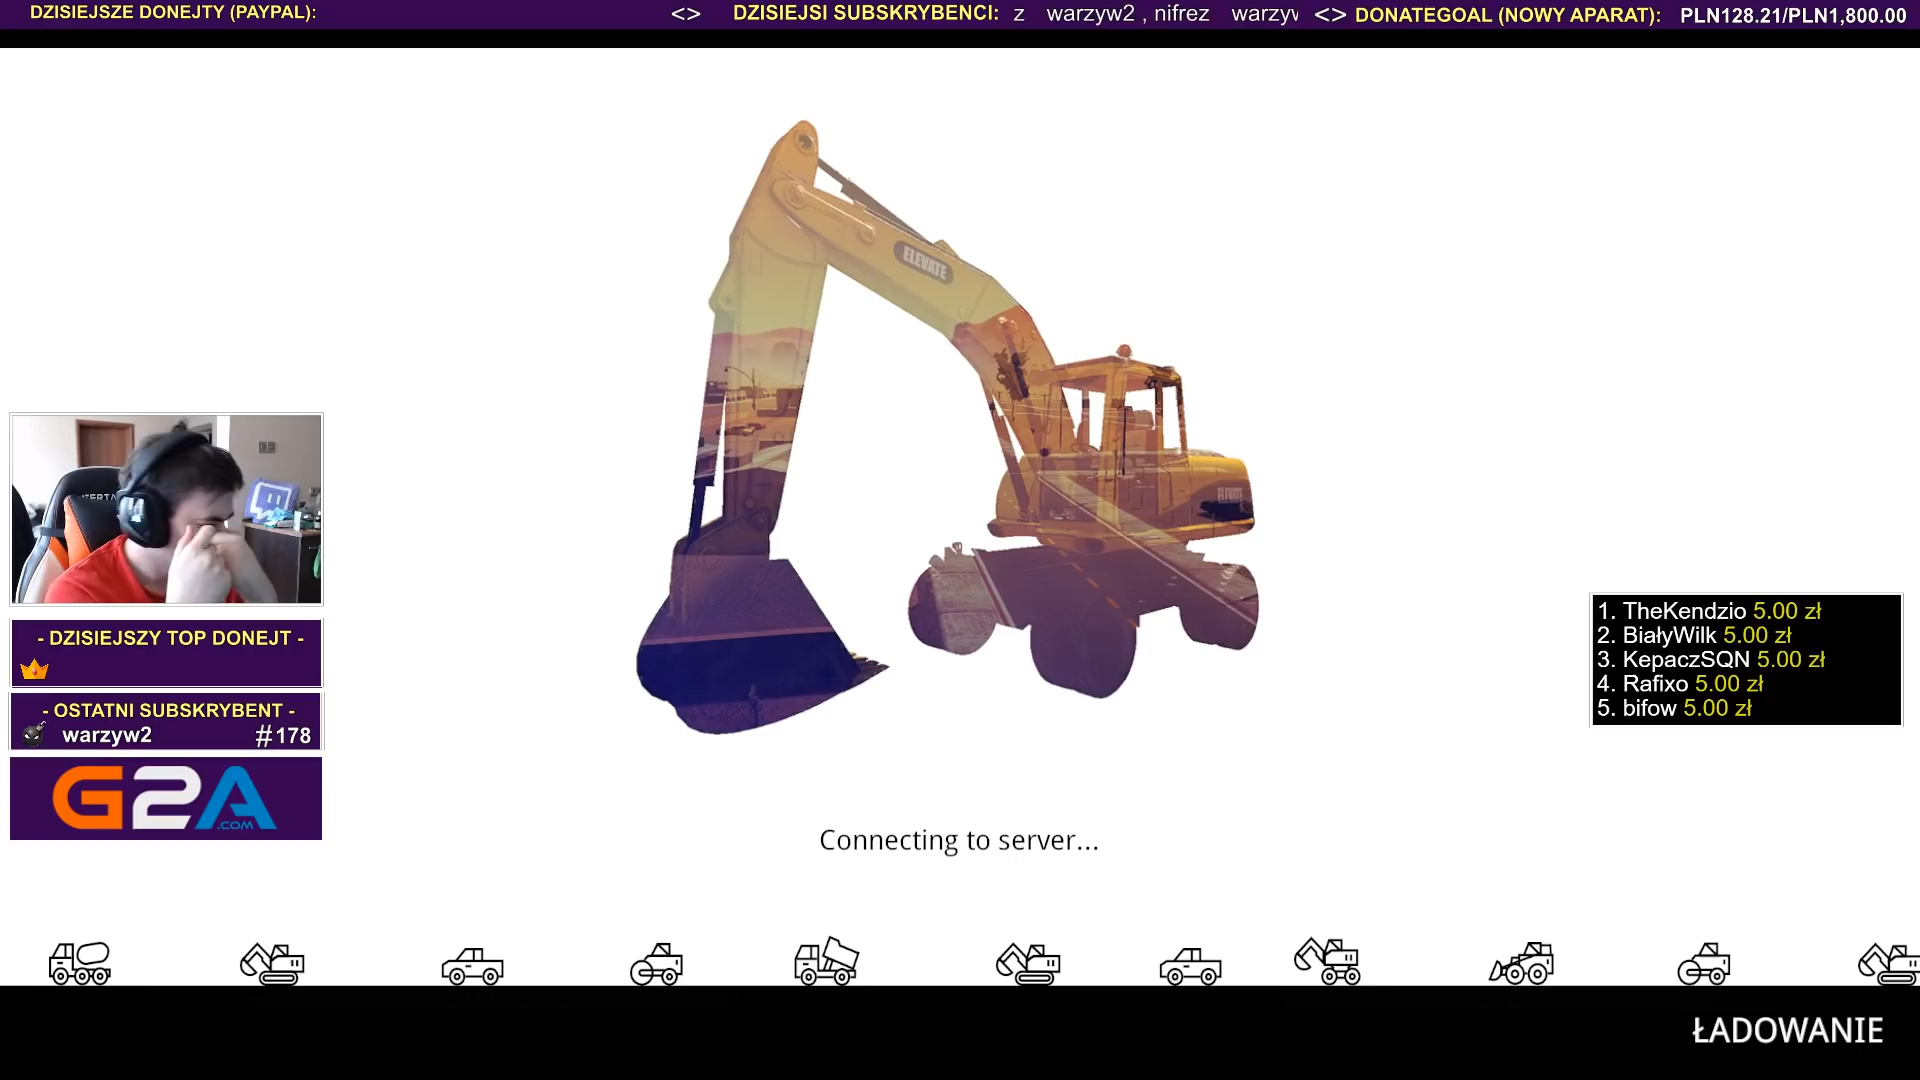 DZISIEJSZE DONEJTY (PAYPAL): <> DZISIEJSI SUBSKRYBENCI: z warzyw2 , nifrez warzyw <> DONATEGOAL (NOWY APARAT): PLN128.21/PLN1,800.00
ELEVATE
ELEVATE
- DZISIEJSZY TOP DONEJT -
- OSTATNI SUBSKRYBENT -
warzyw2 #178
G2A
.COM
1. TheKendzio 5.00 zł
2. BiałyWilk 5.00 zł
3. KepaczSQN 5.00 zł
4. Rafixo 5.00 zł
5. bifow 5.00 zł
Connecting to server...
ŁADOWANIE